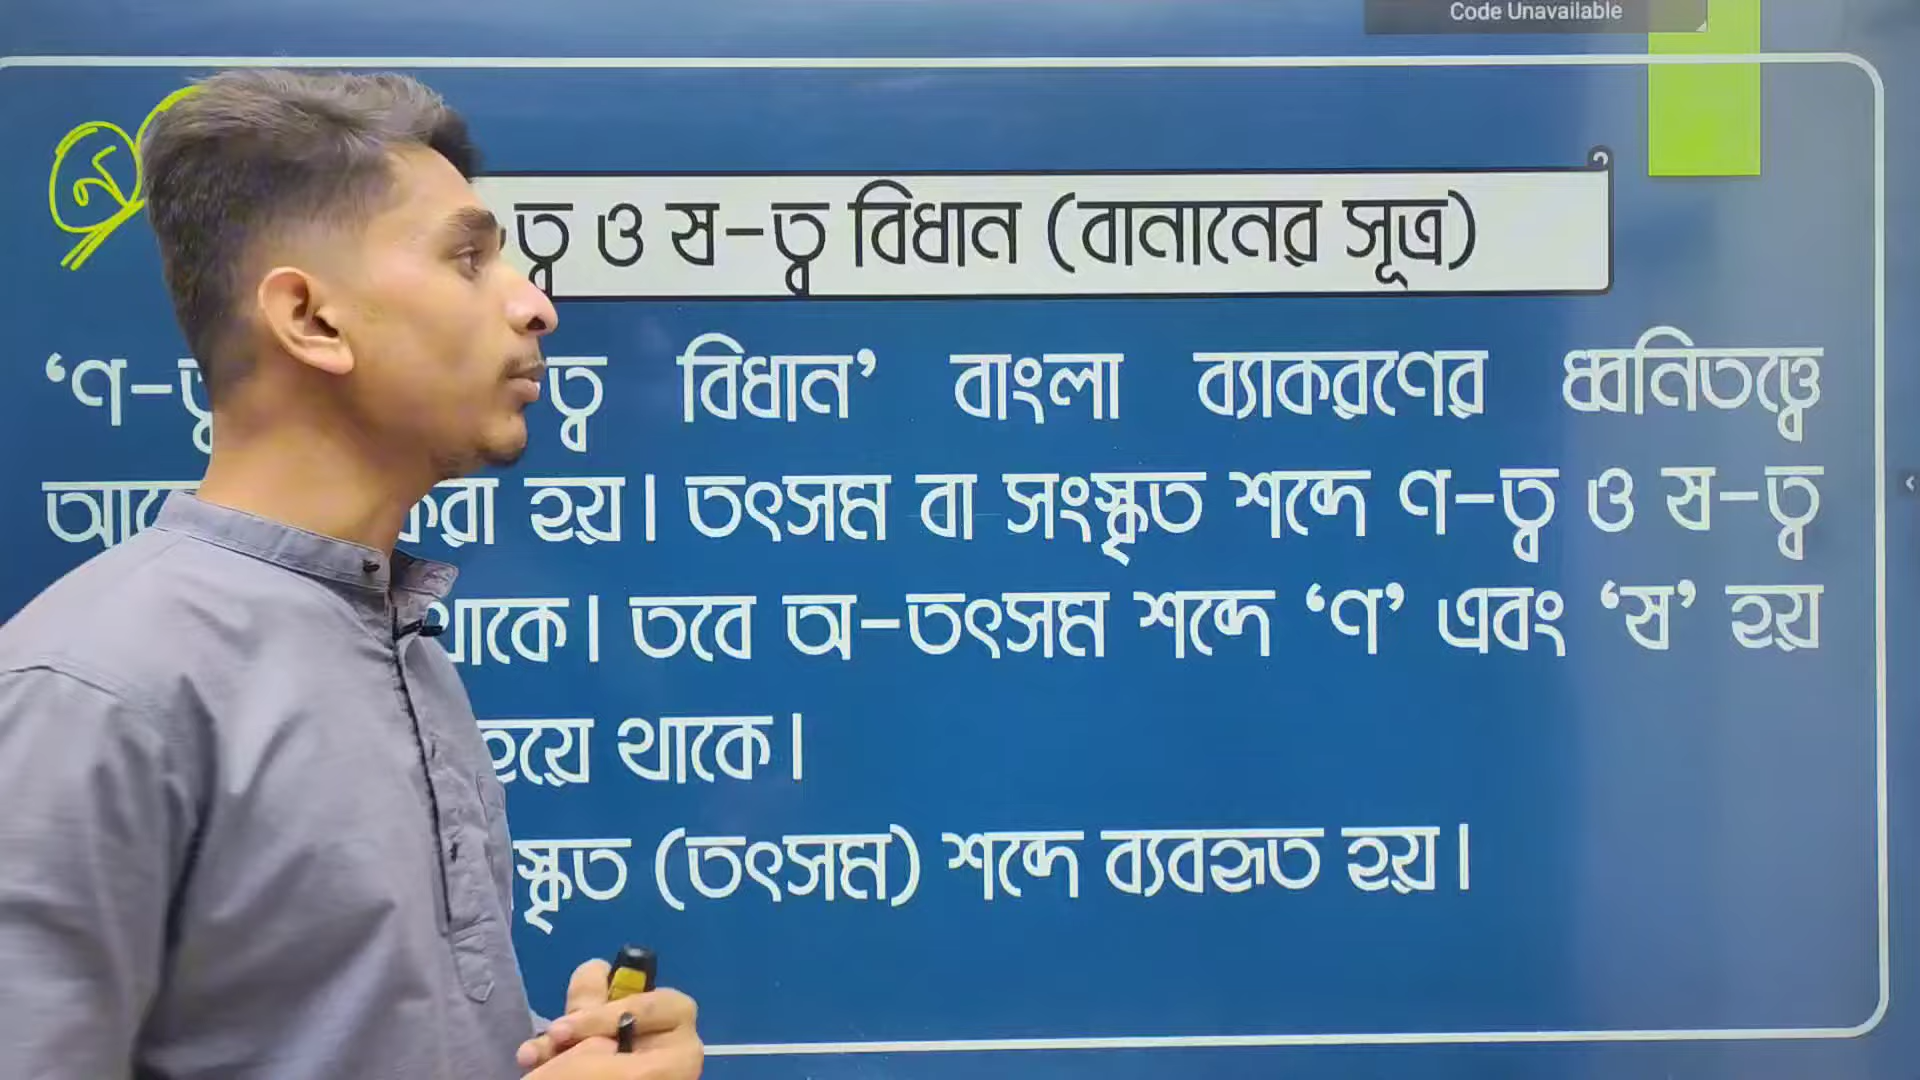 Code Unavailable
ন
ত্ব ও ষ-ত্ব বিধান (বানানের সূত্র)
‘ণ-ত্ব ত্ব বিধান’ বাংলা ব্যাকরণের ধ্বনিতত্ত্বে
করা হয়। তৎসম বা সংস্কৃত শব্দে ণ-ত্ব ও ষ-ত্ব
থাকে। তবে অ-তৎসম শব্দে ‘ণ’ এবং ‘ষ’ হয়
হয়ে থাকে।
(তৎসম) শব্দে ব্যবহৃত হয়।